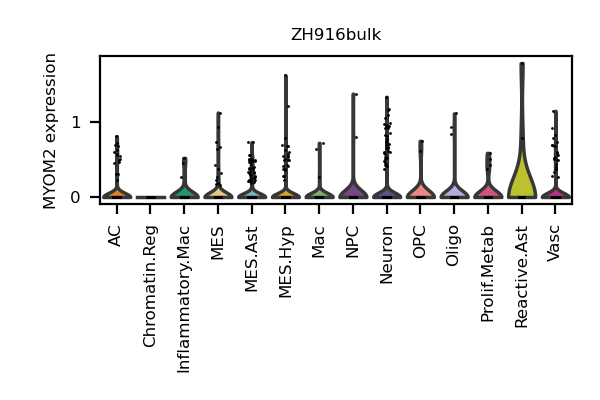 ZH916bulk
MYOM2 expression
1
0
AC
Chromatin.Reg
Inflammatory.Mac
MES
MES.Ast
MES.Hyp
Mac
NPC
Neuron
OPC
Oligo
Prolif.Metab
Reactive.Ast
Vasc